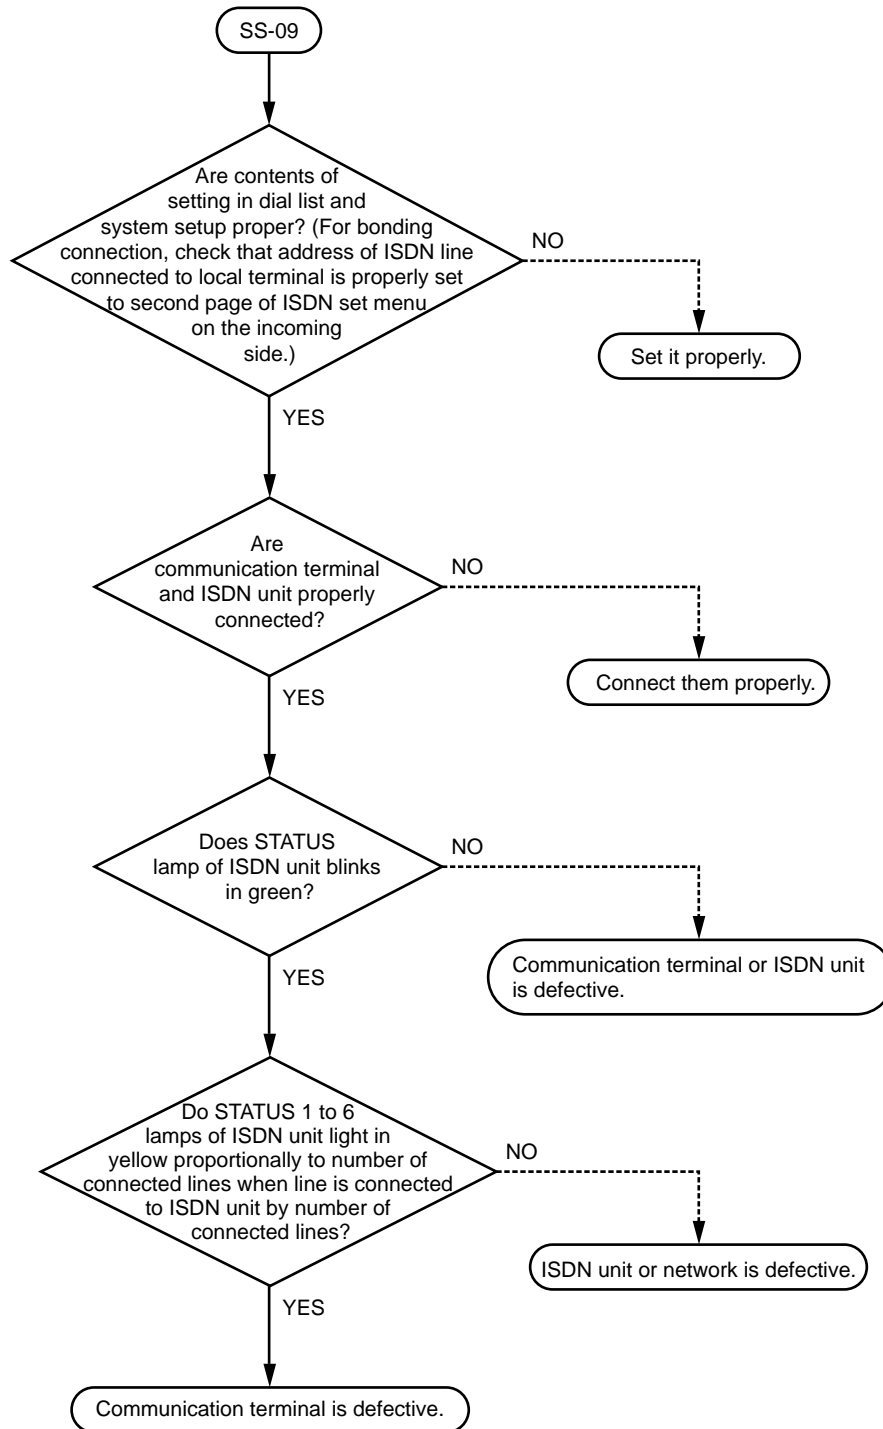 SS-09
Are contents of
setting in dial list and
system setup proper? (For bonding
connection, check that address of ISDN line
connected to local terminal is properly set
to second page of ISDN set menu
on the incoming
side.)
NO
Set it properly.
YES
Are
communication terminal
and ISDN unit properly
connected?
NO
Connect them properly.
YES
Does STATUS
lamp of ISDN unit blinks
in green?
NO
Communication terminal or ISDN unit
is defective.
YES
Do STATUS 1 to 6
lamps of ISDN unit light in
yellow proportionally to number of
connected lines when line is connected
to ISDN unit by number of
connected lines?
NO
ISDN unit or network is defective.
YES
Communication terminal is defective.